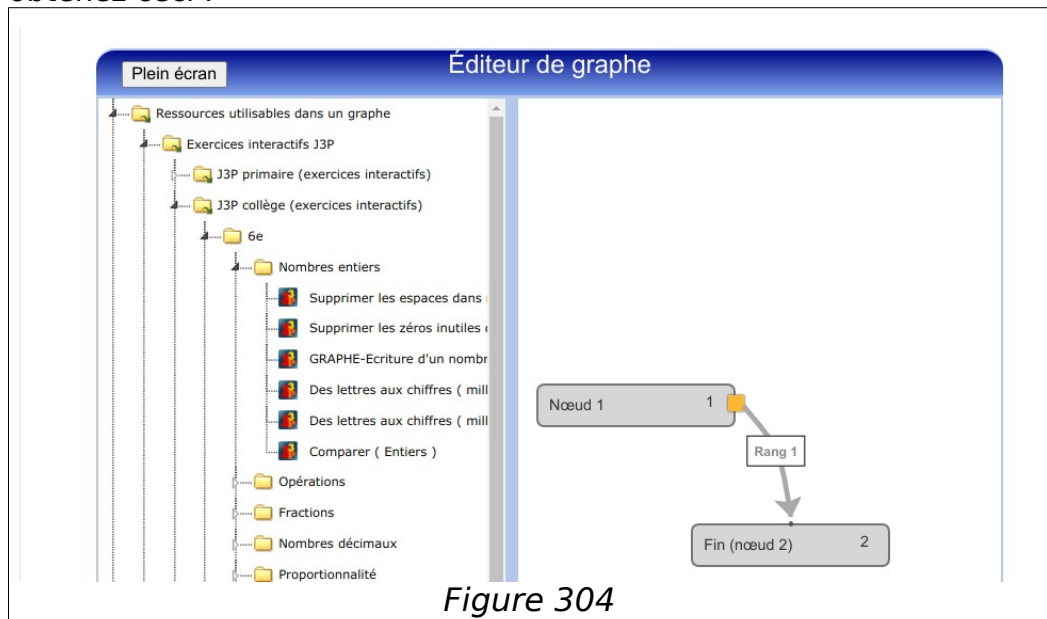 Plein écran
Éditeur de graphe
Ressources utilisables dans un graphe
Exercices interactifs J3P
J3P primaire (exercices interactifs)
J3P collège (exercices interactifs)
6e
Nombres entiers
Supprimer les espaces dans
Supprimer les zéros inutiles
GRAPHE-Ecriture d'un nombr
Des lettres aux chiffres ( mill
Des lettres aux chiffres ( mill
Comparer ( Entiers )
Opérations
Fractions
Nombres décimaux
Proportionnalité
Nœud 1 1
Rang 1
Fin (nœud 2) 2
Figure 304